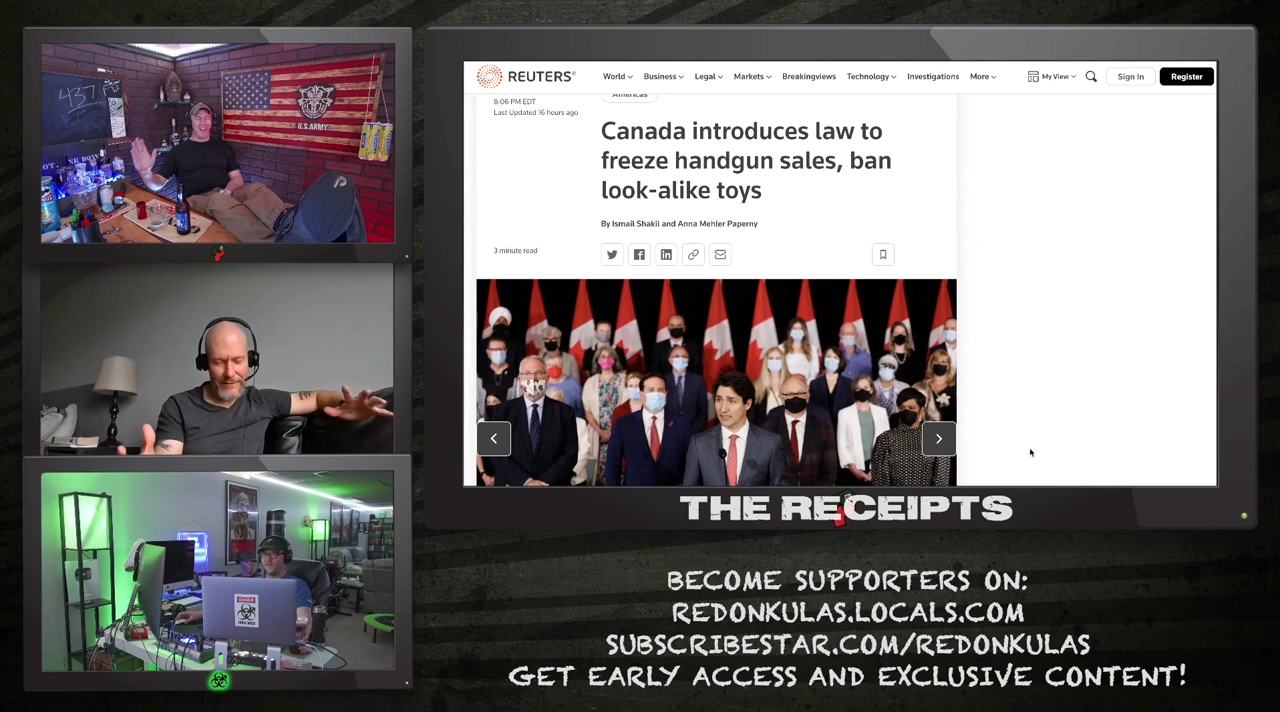 437
U.S. ARMY
REUTERS
World Business Legal Markets Breakingviews Technology Investigations More My View Sign In Register
8:06 PM EDT
Last Updated 16 hours ago
Americas
Canada introduces law to
freeze handgun sales, ban
look-alike toys
By Ismail Shakil and Anna Mehler Paperny
3 minute read
THE RECEIPTS
BECOME SUPPORTERS ON:
REDONKULAS.LOCALS.COM
SUBSCRIBESTAR.COM/REDONKULAS
GET EARLY ACCESS AND EXCLUSIVE CONTENT!
DANGER